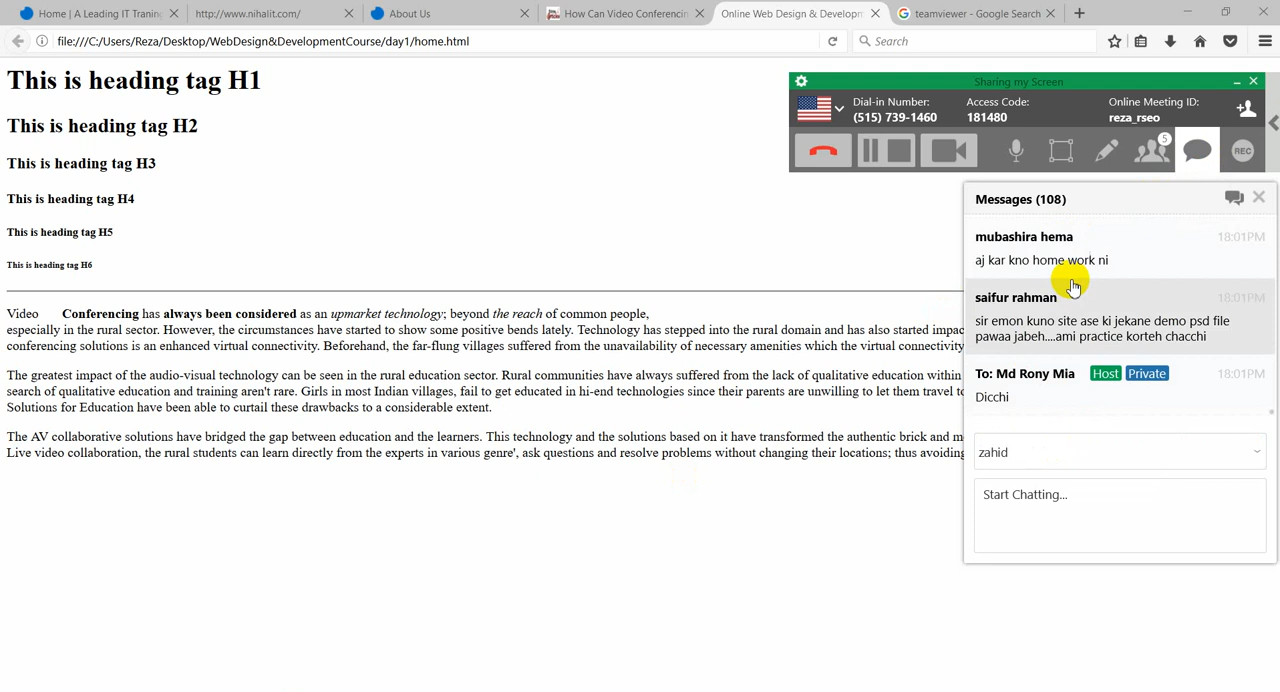 Home | A Leading IT Traning
http://www.nihalit.com/
About Us
How Can Video Conferencin
Online Web Design & Developm
teamviewer - Google Search
file:///C:/Users/Reza/Desktop/WebDesign&DevelopmentCourse/day1/home.html
Search
This is heading tag H1
This is heading tag H2
This is heading tag H3
This is heading tag H4
This is heading tag H5
This is heading tag H6
Video Conferencing has always been considered as an upmarket technology; beyond the reach of common people,
especially in the rural sector. However, the circumstances have started to show some positive bends lately. Technology has stepped into the rural domain and has also started impac
conferencing solutions is an enhanced virtual connectivity. Beforehand, the far-flung villages suffered from the unavailability of necessary amenities which the virtual connectivity
The greatest impact of the audio-visual technology can be seen in the rural education sector. Rural communities have always suffered from the lack of qualitative education within
search of qualitative education and training aren't rare. Girls in most Indian villages, fail to get educated in hi-end technologies since their parents are unwilling to let them travel to
Solutions for Education have been able to curtail these drawbacks to a considerable extent.
The AV collaborative solutions have bridged the gap between education and the learners. This technology and the solutions based on it have transformed the authentic brick and m
Live video collaboration, the rural students can learn directly from the experts in various genre', ask questions and resolve problems without changing their locations; thus avoiding
Sharing my Screen
Dial-in Number:
(515) 739-1460
Access Code:
181480
Online Meeting ID:
reza_rseo
5
REC
Messages (108)
mubashira hema 18:01PM
aj kar kno home work ni
saifur rahman 18:01PM
sir emon kuno site ase ki jekane demo psd file
pawaa jabeh....ami practice korteh chacchi
To: Md Rony Mia Host Private 18:01PM
Dicchi
zahid
Start Chatting...